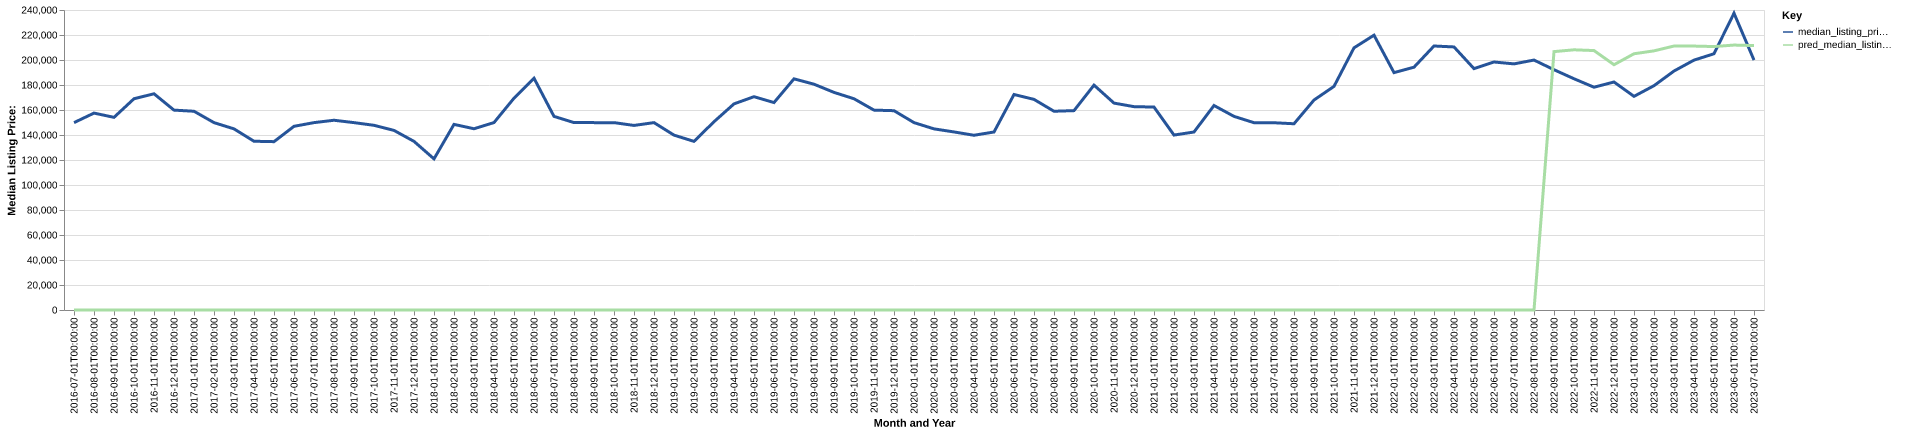 240,000
220,000
200,000
180,000
160,000
140,000
120,000
100,000
80,000
60,000
40,000
20,000
0
Median Listing Price:
2016-07-01T00:00:00
2016-08-01T00:00:00
2016-09-01T00:00:00
2016-10-01T00:00:00
2016-11-01T00:00:00
2016-12-01T00:00:00
2017-01-01T00:00:00
2017-02-01T00:00:00
2017-03-01T00:00:00
2017-04-01T00:00:00
2017-05-01T00:00:00
2017-06-01T00:00:00
2017-07-01T00:00:00
2017-08-01T00:00:00
2017-09-01T00:00:00
2017-10-01T00:00:00
2017-11-01T00:00:00
2017-12-01T00:00:00
2018-01-01T00:00:00
2018-02-01T00:00:00
2018-03-01T00:00:00
2018-04-01T00:00:00
2018-05-01T00:00:00
2018-06-01T00:00:00
2018-07-01T00:00:00
2018-08-01T00:00:00
2018-09-01T00:00:00
2018-10-01T00:00:00
2018-11-01T00:00:00
2018-12-01T00:00:00
2019-01-01T00:00:00
2019-02-01T00:00:00
2019-03-01T00:00:00
2019-04-01T00:00:00
2019-05-01T00:00:00
2019-06-01T00:00:00
2019-07-01T00:00:00
2019-08-01T00:00:00
2019-09-01T00:00:00
2019-10-01T00:00:00
2019-11-01T00:00:00
2019-12-01T00:00:00
2020-01-01T00:00:00
2020-02-01T00:00:00
2020-03-01T00:00:00
2020-04-01T00:00:00
2020-05-01T00:00:00
2020-06-01T00:00:00
2020-07-01T00:00:00
2020-08-01T00:00:00
2020-09-01T00:00:00
2020-10-01T00:00:00
2020-11-01T00:00:00
2020-12-01T00:00:00
2021-01-01T00:00:00
2021-02-01T00:00:00
2021-03-01T00:00:00
2021-04-01T00:00:00
2021-05-01T00:00:00
2021-06-01T00:00:00
2021-07-01T00:00:00
2021-08-01T00:00:00
2021-09-01T00:00:00
2021-10-01T00:00:00
2021-11-01T00:00:00
2021-12-01T00:00:00
2022-01-01T00:00:00
2022-02-01T00:00:00
2022-03-01T00:00:00
2022-04-01T00:00:00
2022-05-01T00:00:00
2022-06-01T00:00:00
2022-07-01T00:00:00
2022-08-01T00:00:00
2022-09-01T00:00:00
2022-10-01T00:00:00
2022-11-01T00:00:00
2022-12-01T00:00:00
2023-01-01T00:00:00
2023-02-01T00:00:00
2023-03-01T00:00:00
2023-04-01T00:00:00
2023-05-01T00:00:00
2023-06-01T00:00:00
2023-07-01T00:00:00
Month and Year
Key
median_listing_pri…
pred_median_listin…